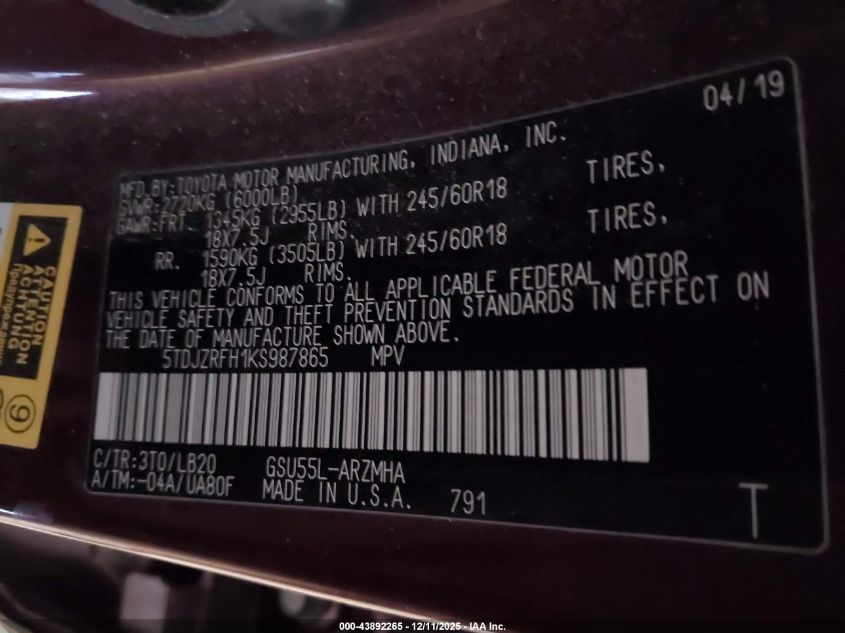 04/19
MFD.BY:TOYOTA MOTOR MANUFACTURING, INDIANA, INC.
GVWR:2720KG (6000LB)
GAWR:FRT. 1345KG (2955LB) WITH 245/60R18 TIRES,
18X7.5J RIMS.
RR. 1590KG (3505LB) WITH 245/60R18 TIRES,
18X7.5J RIMS.
THIS VEHICLE CONFORMS TO ALL APPLICABLE FEDERAL MOTOR
VEHICLE SAFETY AND THEFT PREVENTION STANDARDS IN EFFECT ON
THE DATE OF MANUFACTURE SHOWN ABOVE.
5TDJZRFH1KS987865 MPV
C/TR:3T0/LB20 GSU55L-ARZMHA
A/TM:-04A/UA80F MADE IN U.S.A. 791
T
CAUTION
ATTENTION
ACHTUNG
9
000-43892265 - 12/11/2025 - IAA Inc.